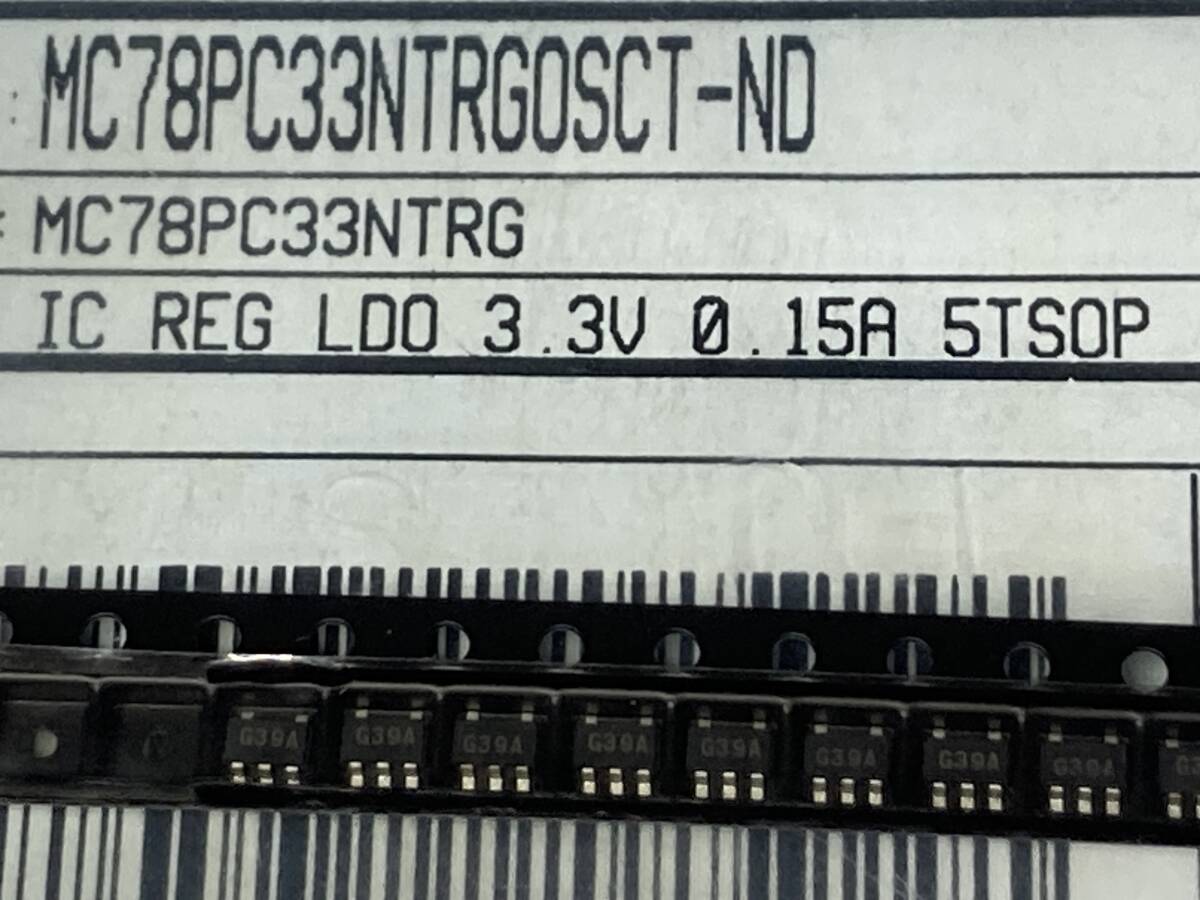 : MC78PC33NTRGOSCT-ND
: MC78PC33NTRG
IC REG LDO 3.3V 0.15A 5TSOP
G39A G39A G39A G39A G39A G39A G39A G39A G3